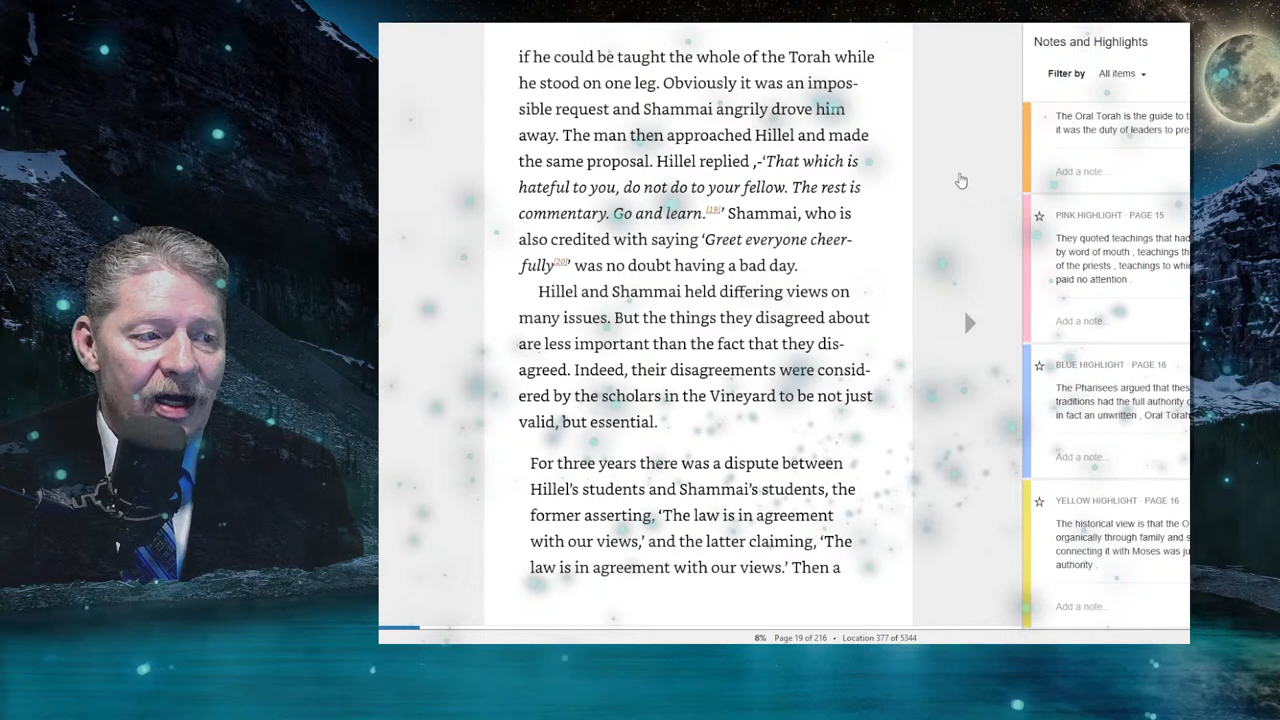 if he could be taught the whole of the Torah while
he stood on one leg. Obviously it was an impos-
sible request and Shammai angrily drove him
away. The man then approached Hillel and made
the same proposal. Hillel replied ,-‘That which is
hateful to you, do not do to your fellow. The rest is
commentary. Go and learn.[19]’ Shammai, who is
also credited with saying ‘Greet everyone cheer-
fully[20]’ was no doubt having a bad day.
Hillel and Shammai held differing views on
many issues. But the things they disagreed about
are less important than the fact that they dis-
agreed. Indeed, their disagreements were consid-
ered by the scholars in the Vineyard to be not just
valid, but essential.
For three years there was a dispute between
Hillel’s students and Shammai’s students, the
former asserting, ‘The law is in agreement
with our views,’ and the latter claiming, ‘The
law is in agreement with our views.’ Then a
8% Page 19 of 216 • Location 377 of 5344
Notes and Highlights
Filter by All items
The Oral Torah is the guide to t
it was the duty of leaders to pre
Add a note...
PINK HIGHLIGHT · PAGE 15
They quoted teachings that had
by word of mouth , teachings th
of the priests , teachings to whic
paid no attention .
Add a note...
BLUE HIGHLIGHT · PAGE 16
The Pharisees argued that thes
traditions had the full authority o
in fact an unwritten , Oral Torah
Add a note...
YELLOW HIGHLIGHT · PAGE 16
The historical view is that the O
organically through family and s
connecting it with Moses was ju
authority .
Add a note...